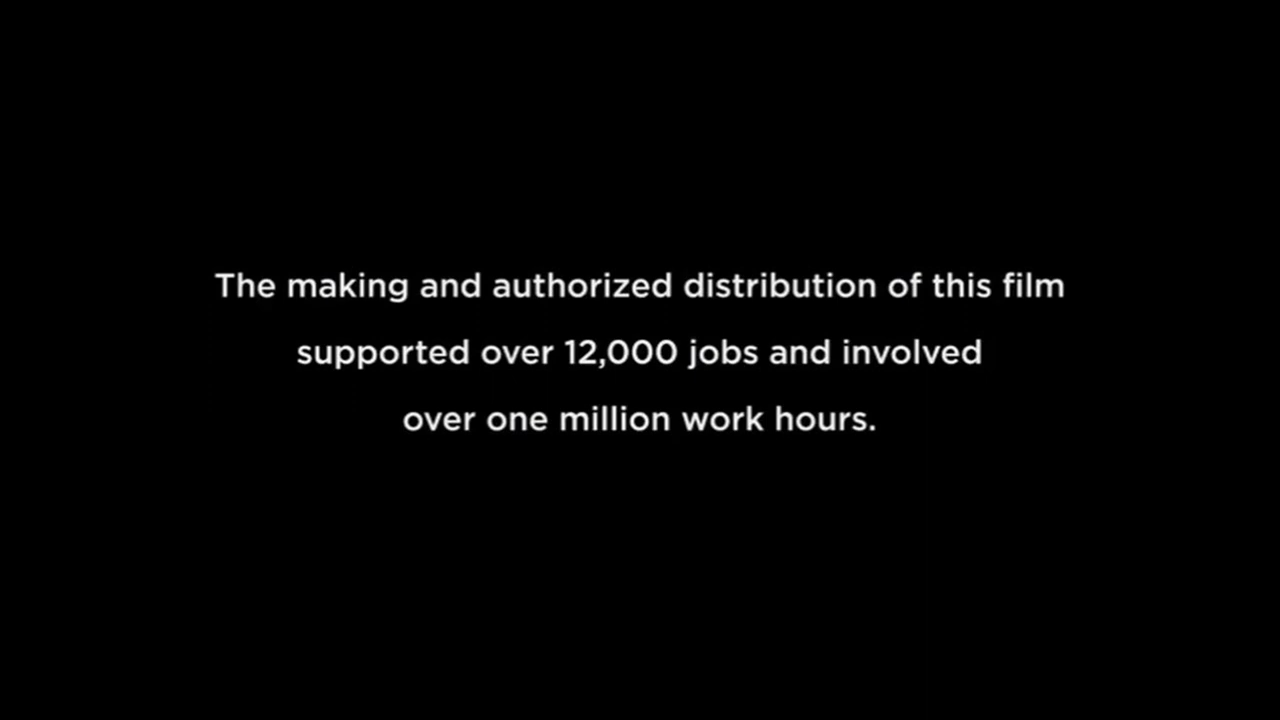 The making and authorized distribution of this film
supported over 12,000 jobs and involved
over one million work hours.